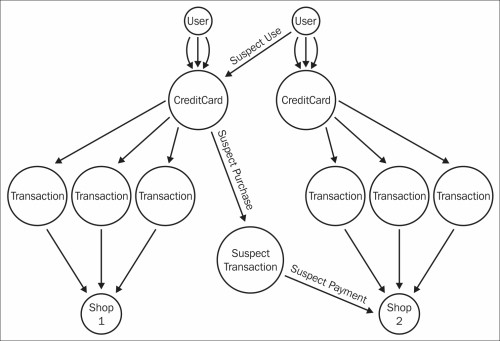 User
User
Suspect Use
CreditCard
CreditCard
Suspect Purchase
Transaction
Transaction
Transaction
Transaction
Transaction
Transaction
Suspect
Transaction
Suspect Payment
Shop
1
Shop
2